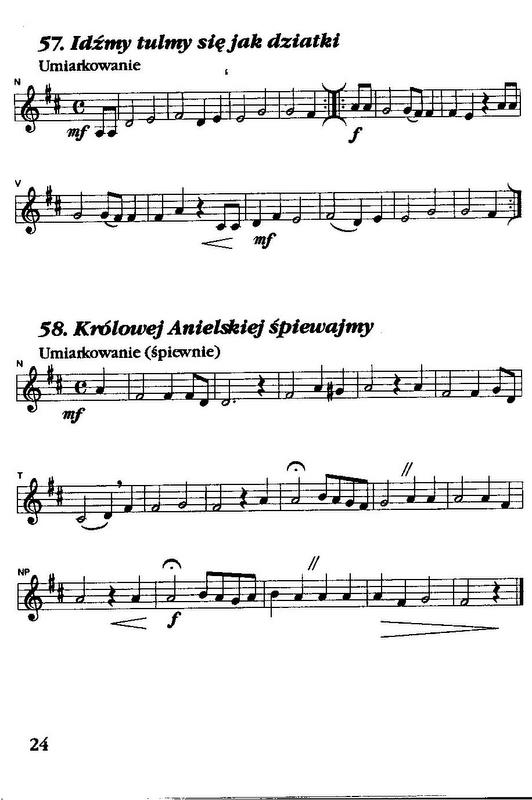 57. Idźmy tulmy się jak dziatki
Umiarkowanie
N
mf
f
V
mf
58. Królowej Anielskiej śpiewajmy
Umiarkowanie (śpiewnie)
N
mf
T
NP
f
24